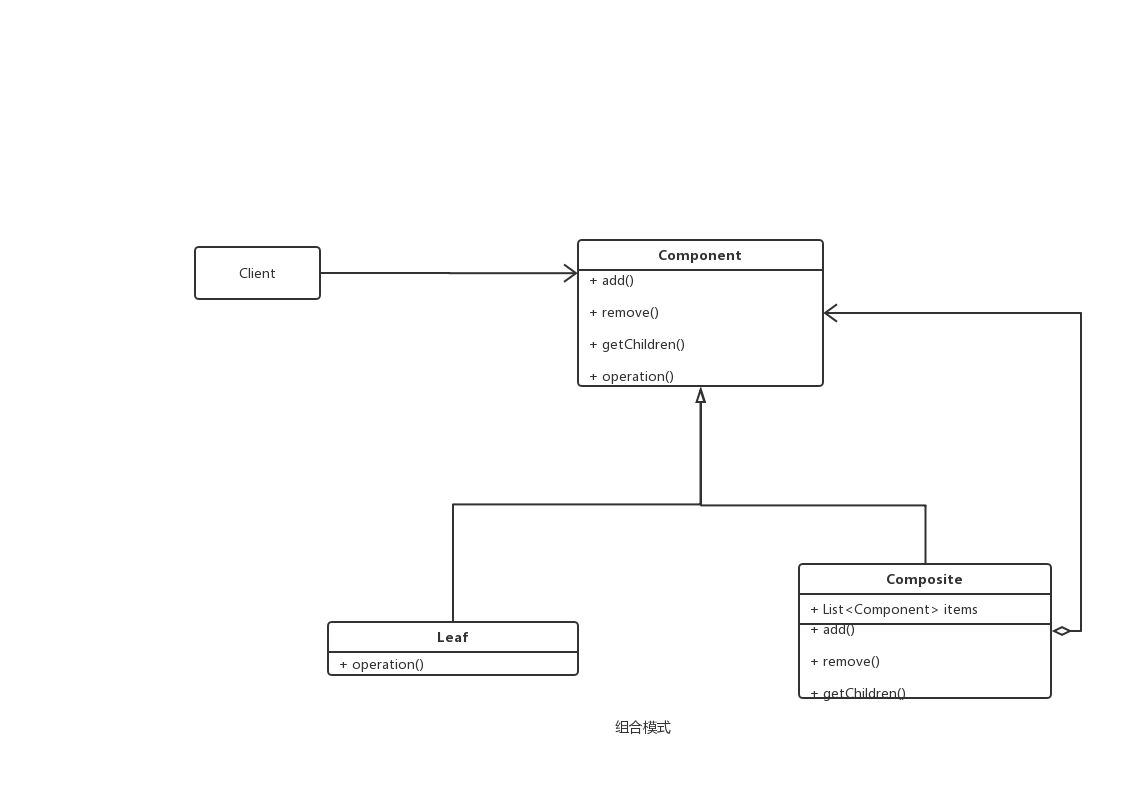 Client
Component
+ add()
+ remove()
+ getChildren()
+ operation()
Leaf
+ operation()
Composite
+ List<Component> items
+ add()
+ remove()
+ getChildren()
组合模式